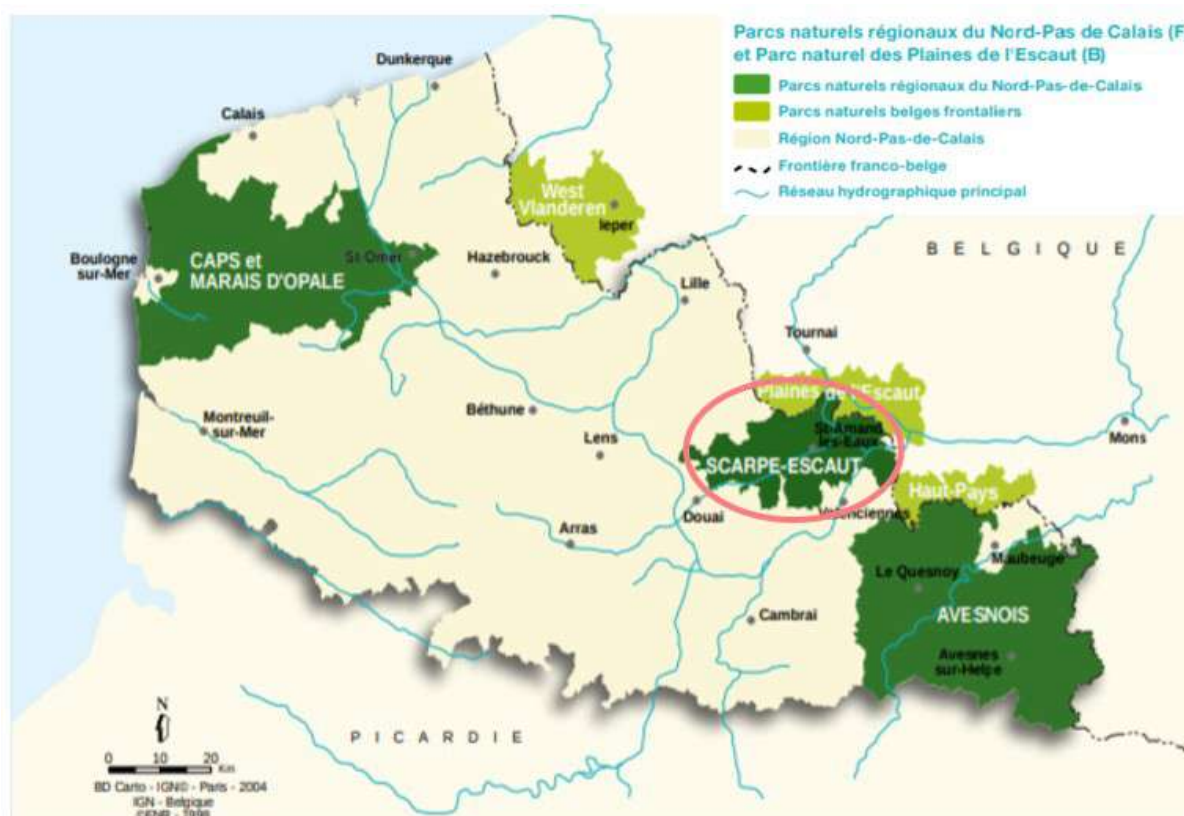 Parcs naturels régionaux du Nord-Pas de Calais (F
et Parc naturel des Plaines de l'Escaut (B)
Parcs naturels régionaux du Nord-Pas-de-Calais
Parcs naturels belges frontaliers
Région Nord-Pas-de-Calais
Frontière franco-belge
Réseau hydrographique principal
Dunkerque
Calais
West
Vlanderen
Ieper
BELGIQUE
Boulogne
sur-Mer
CAPS et
MARAIS D'OPALE
St-Omer
Hazebrouck
Lille
Tournai
Plaines de l'Escaut
Montreuil-
sur-Mer
Béthune
Lens
St-Amand
les-Eaux
Mons
SCARPE-ESCAUT
Haut-Pays
Douai
Valenciennes
Arras
Maubeuge
Le Quesnoy
Cambrai
AVESNOIS
Avesnes
sur-Helpe
N
PICARDIE
0 10 20
Km
BD Carto - IGN© - Paris - 2004
IGN - Belgique